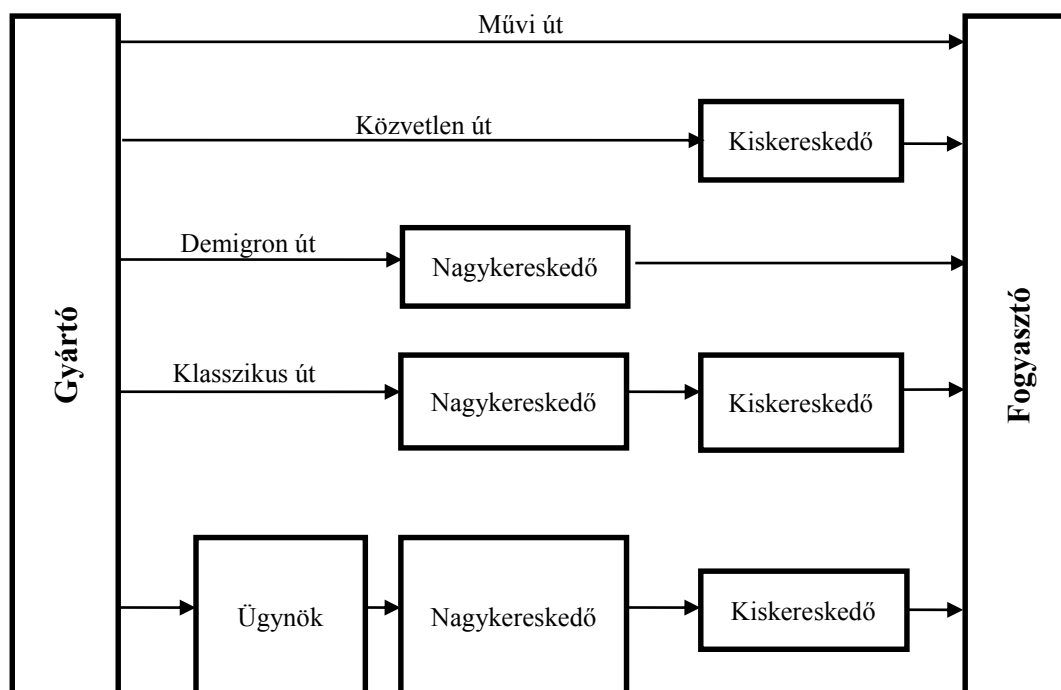 Művi út
Közvetlen út
Kiskereskedő
Demigron út
Nagykereskedő
Gyártó
Klasszikus út
Nagykereskedő
Kiskereskedő
Fogyasztó
Ügynök
Nagykereskedő
Kiskereskedő